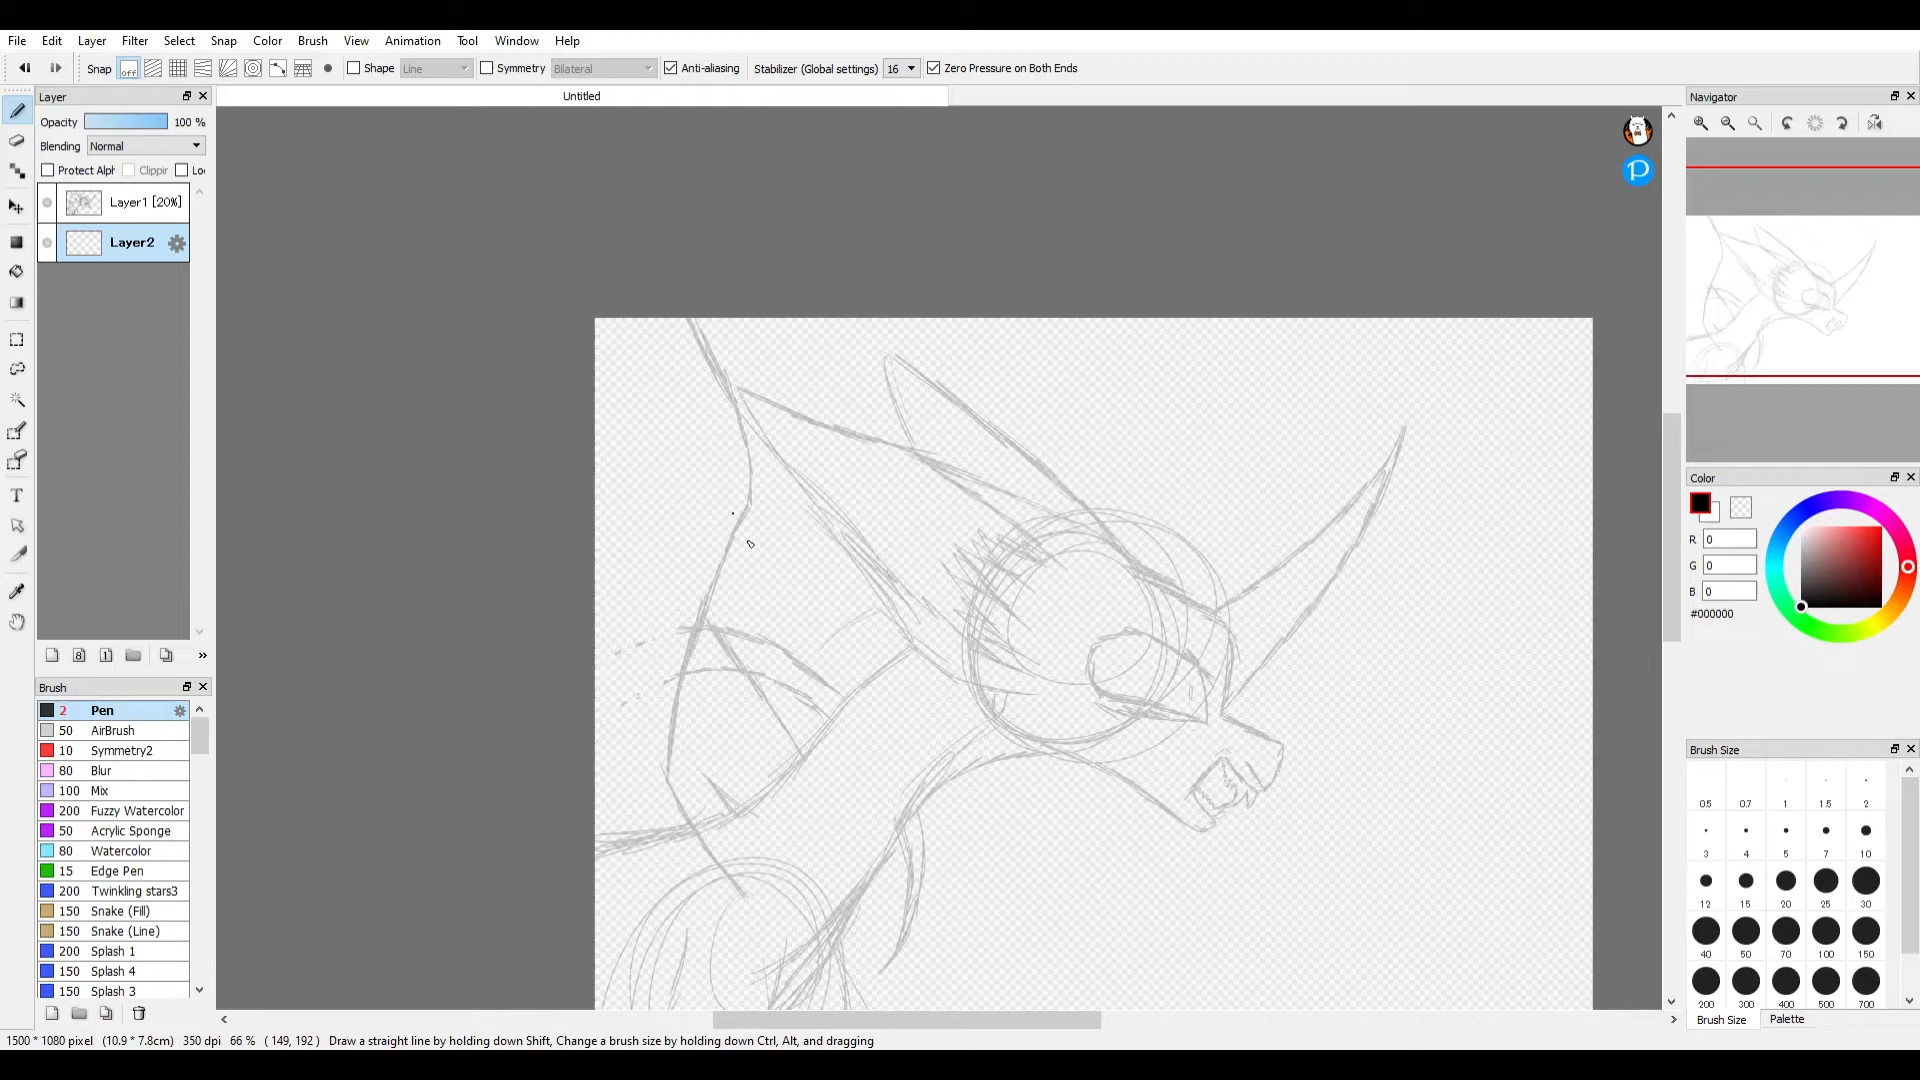 File Edit Layer Filter Select Snap Color Brush View Animation Tool Window Help
Snap off Shape Line Symmetry Bilateral Anti-aliasing Stabilizer (Global settings) 16 Zero Pressure on Both Ends
Layer
Untitled
Navigator
Opacity 100 %
Blending Normal
Protect Alph Clippir Lo
Layer1 [20%]
Layer2
P
Color
R 0
G 0
B 0
#000000
8 1 »
Brush
2 Pen
50 AirBrush
10 Symmetry2
80 Blur
100 Mix
200 Fuzzy Watercolor
50 Acrylic Sponge
80 Watercolor
15 Edge Pen
200 Twinkling stars3
150 Snake (Fill)
150 Snake (Line)
200 Splash 1
150 Splash 4
150 Splash 3
Brush Size
0.5 0.7 1 1.5 2
3 4 5 7 10
12 15 20 25 30
40 50 70 100 150
200 300 400 500 700
Brush Size Palette
1500 * 1080 pixel (10.9 * 7.8cm) 350 dpi 66 % ( 149, 192 ) Draw a straight line by holding down Shift, Change a brush size by holding down Ctrl, Alt, and dragging